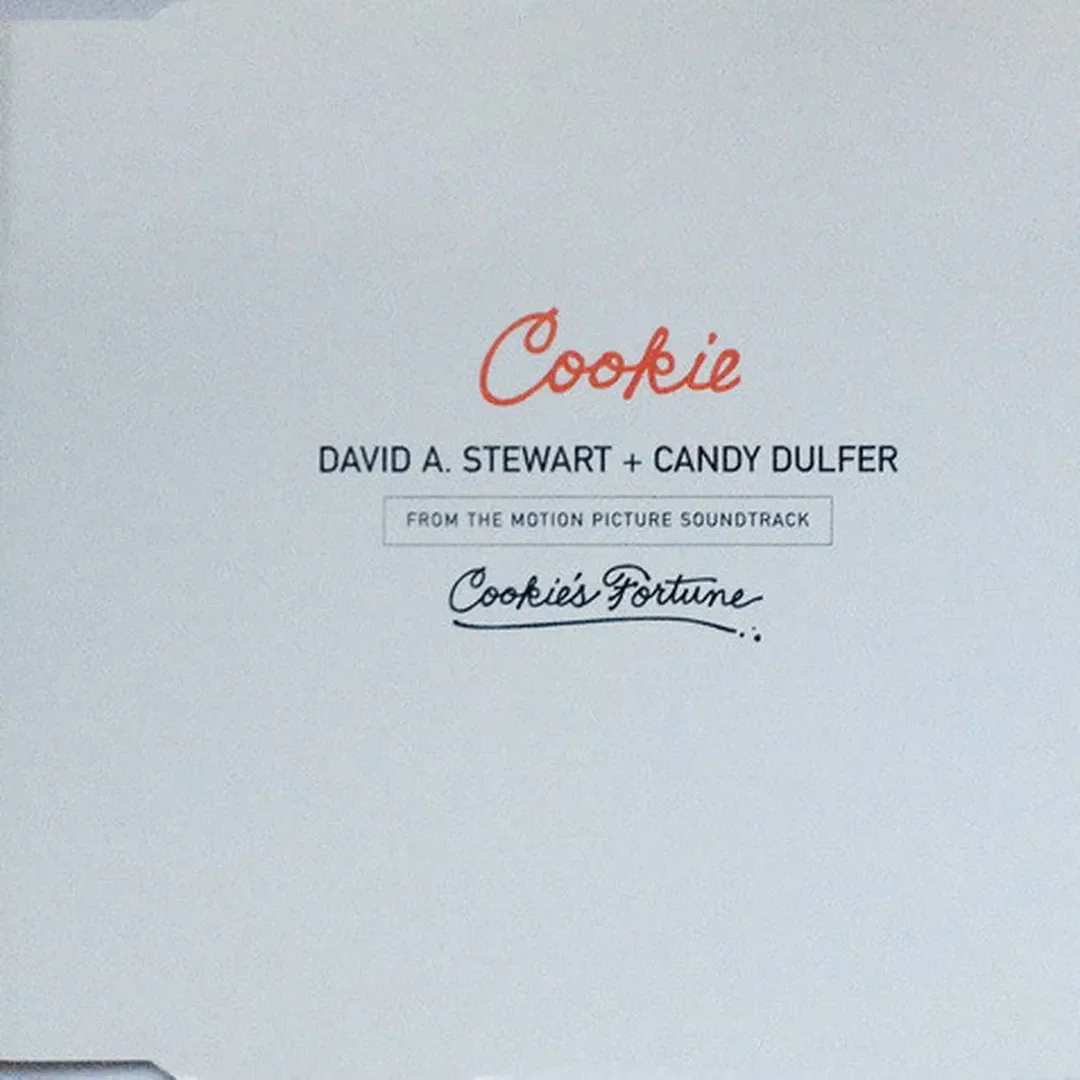 Cookie
DAVID A. STEWART + CANDY DULFER
FROM THE MOTION PICTURE SOUNDTRACK
Cookie's Fortune